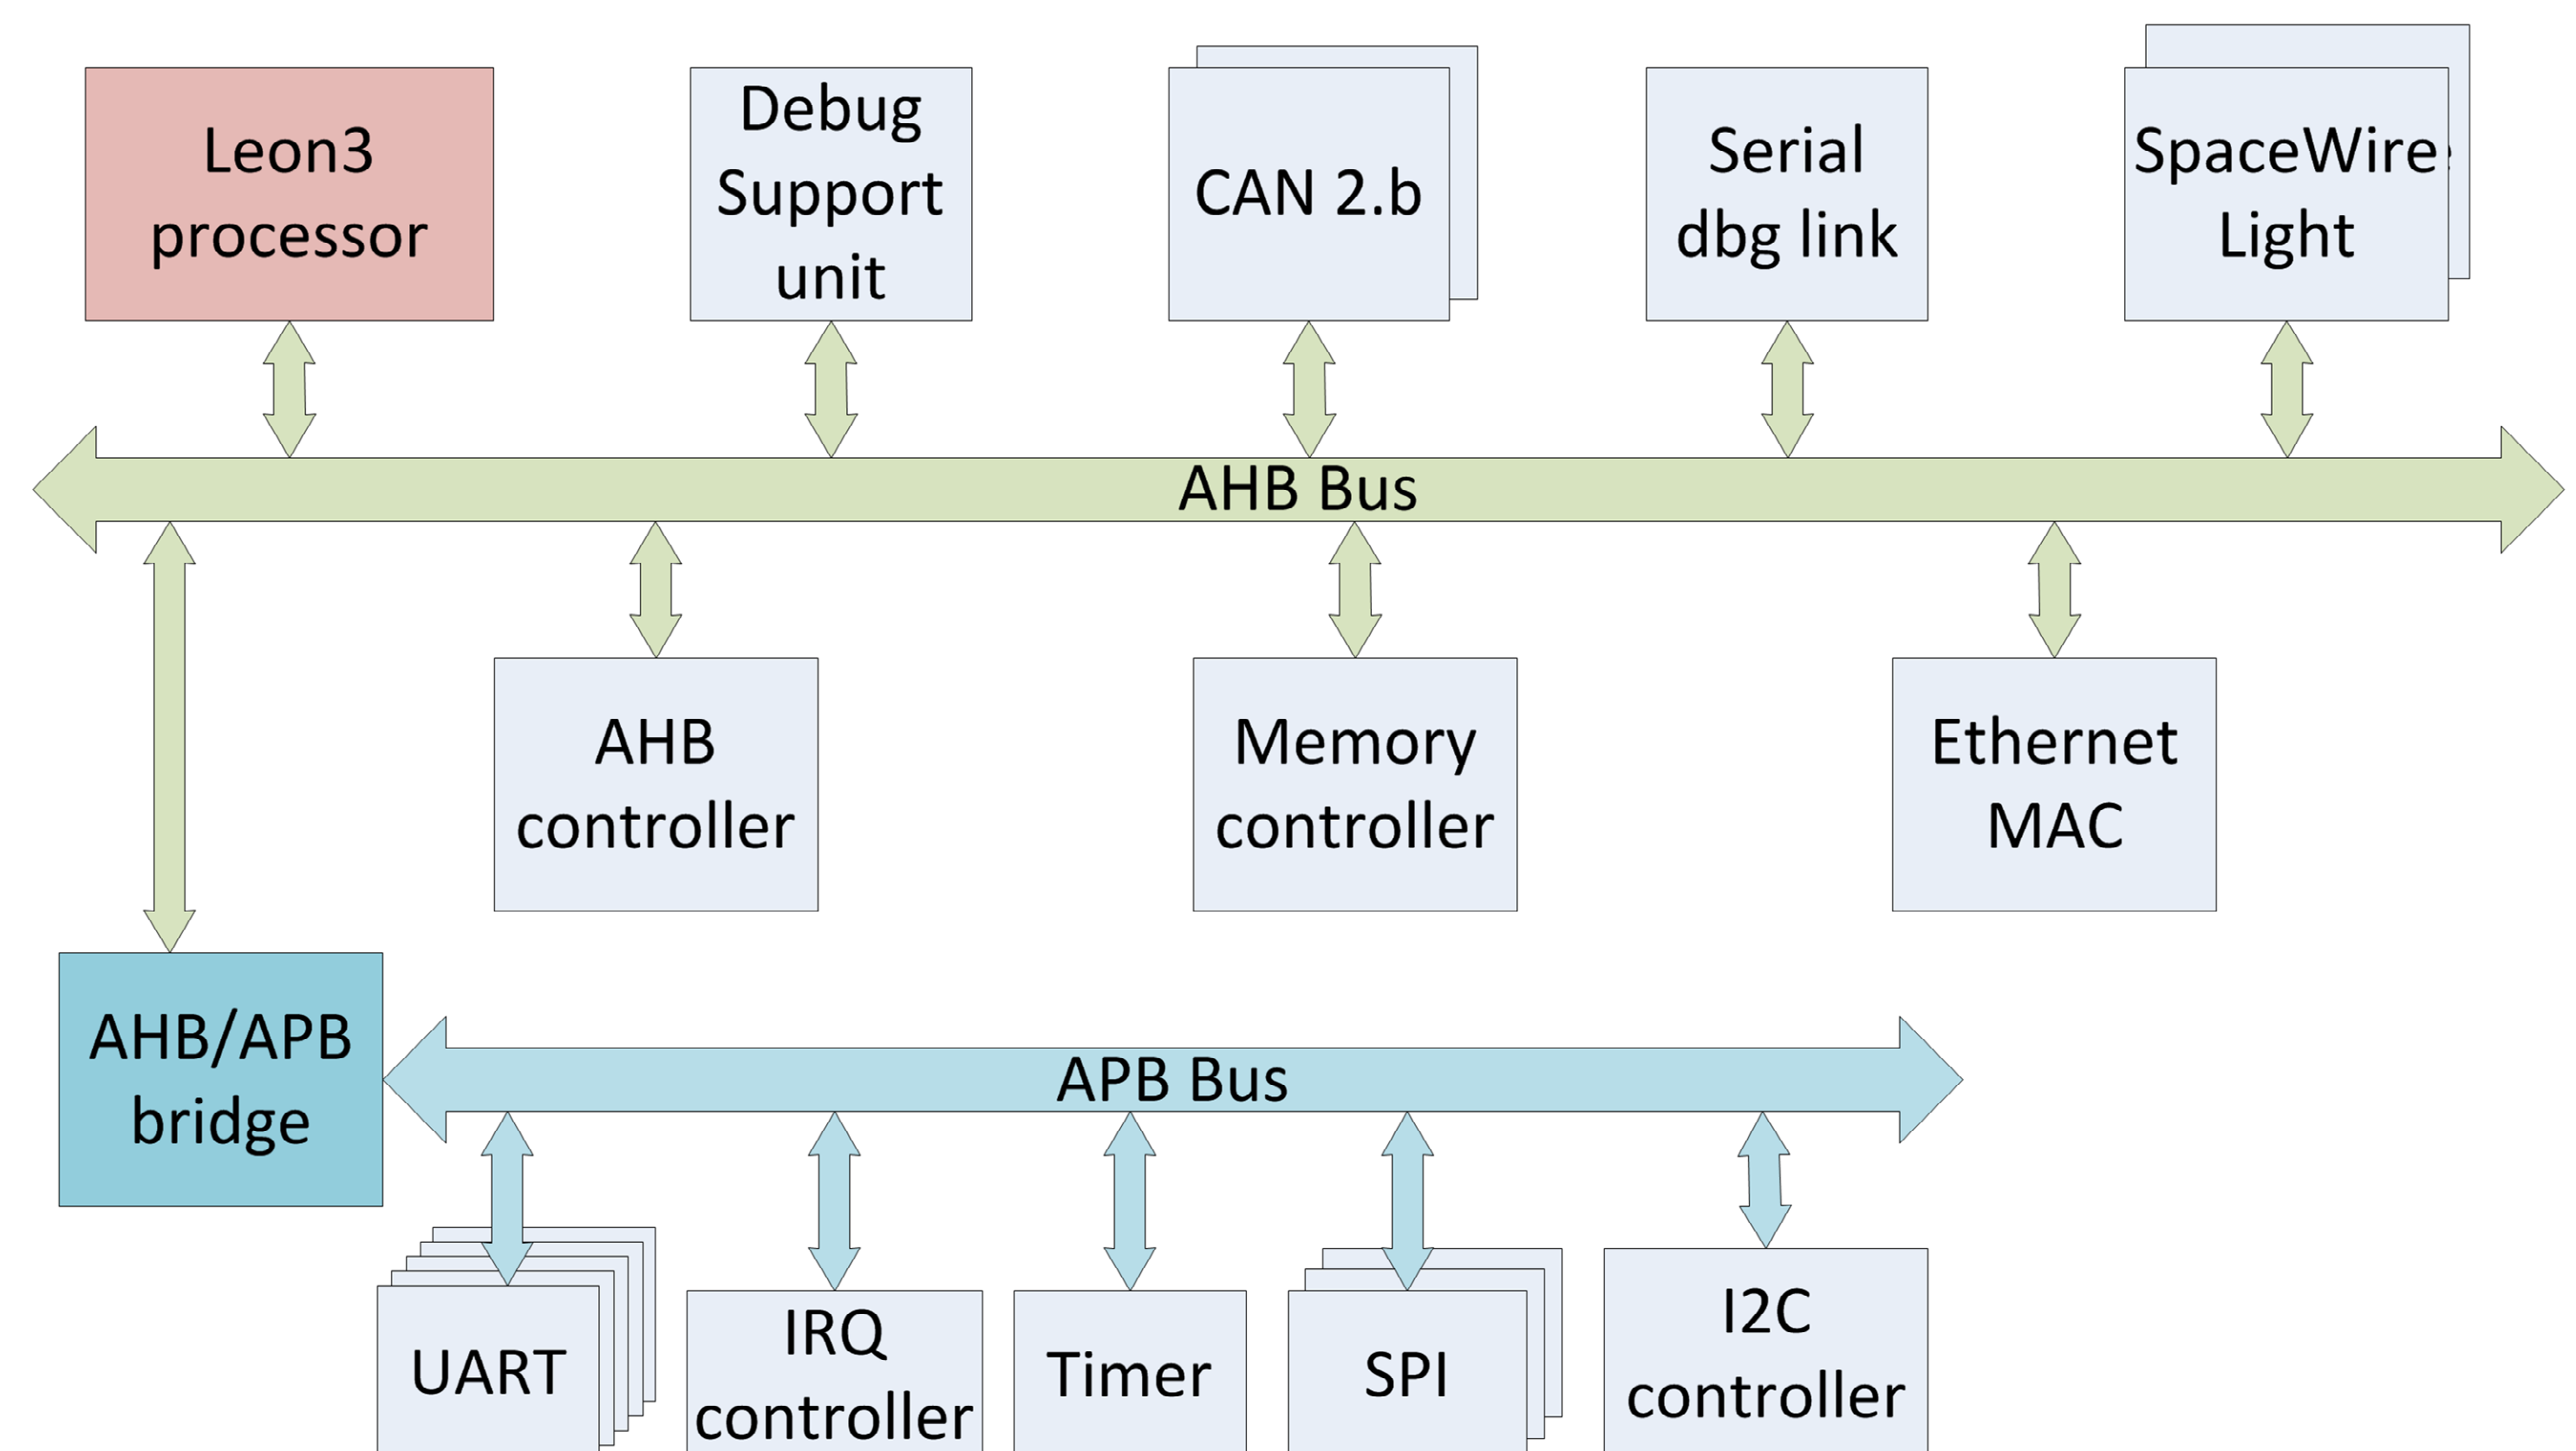 Leon3
processor
Debug
Support
unit
CAN 2.b
Serial
dbg link
SpaceWire
Light
AHB Bus
AHB
controller
Memory
controller
Ethernet
MAC
AHB/APB
bridge
APB Bus
UART
IRQ
controller
Timer
SPI
I2C
controller